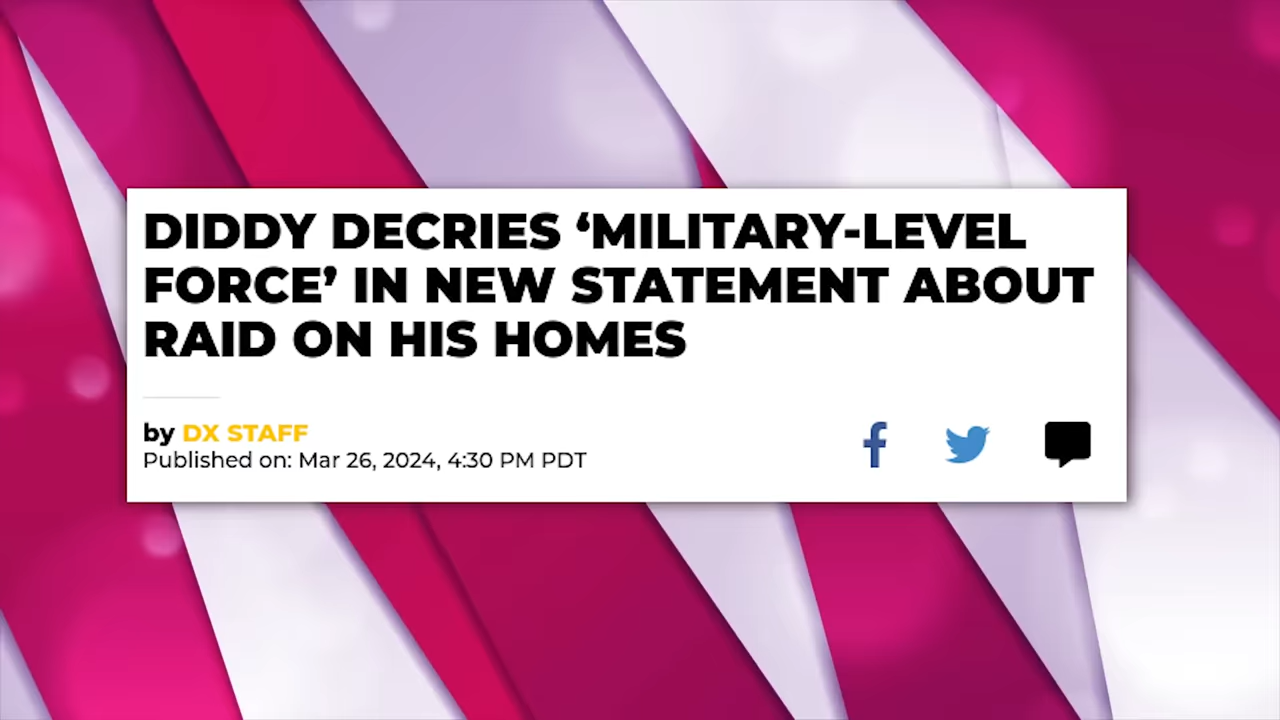 DIDDY DECRIES ‘MILITARY-LEVEL
FORCE’ IN NEW STATEMENT ABOUT
RAID ON HIS HOMES
by DX STAFF
Published on: Mar 26, 2024, 4:30 PM PDT